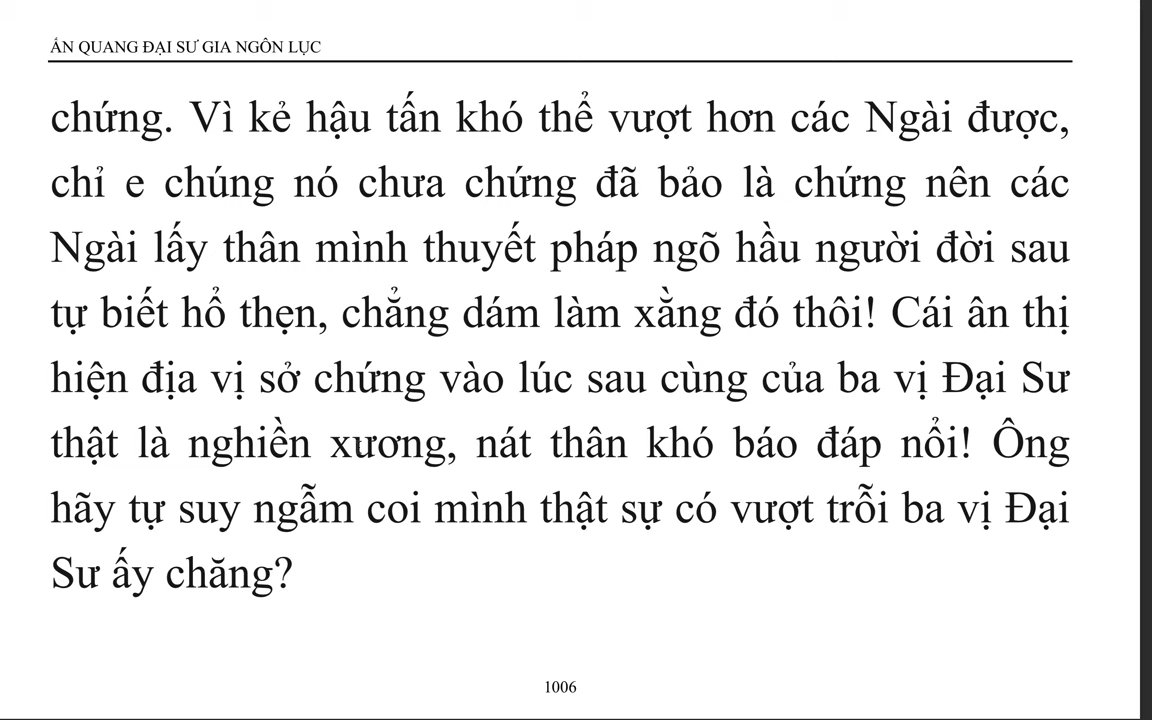 ẤN QUANG ĐẠI SƯ GIA NGÔN LỤC
chứng. Vì kẻ hậu tấn khó thể vượt hơn các Ngài được,
chỉ e chúng nó chưa chứng đã bảo là chứng nên các
Ngài lấy thân mình thuyết pháp ngõ hầu người đời sau
tự biết hổ thẹn, chẳng dám làm xằng đó thôi! Cái ân thị
hiện địa vị sở chứng vào lúc sau cùng của ba vị Đại Sư
thật là nghiền xương, nát thân khó báo đáp nổi! Ông
hãy tự suy ngẫm coi mình thật sự có vượt trỗi ba vị Đại
Sư ấy chăng?
1006